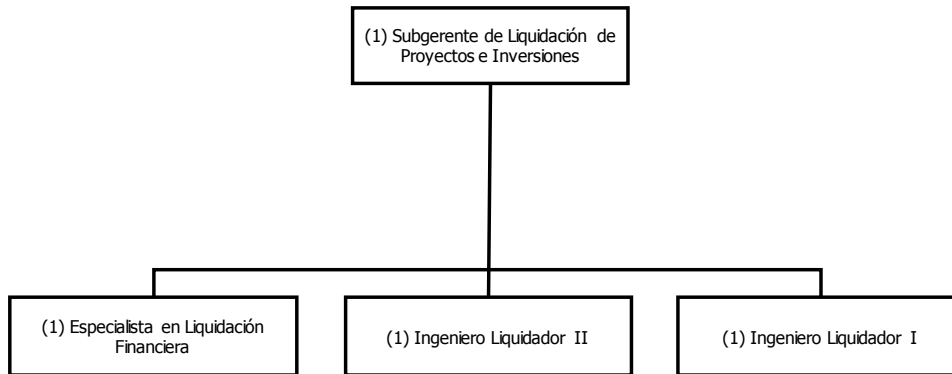 (1) Subgerente de Liquidación de
Proyectos e Inversiones
(1) Especialista en Liquidación
Financiera
(1) Ingeniero Liquidador II
(1) Ingeniero Liquidador I